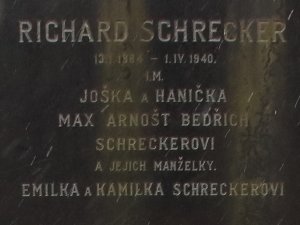 RICHARD SCHRECKER
13.I.1884 - 1.IV.1940.
I.M.
JOŠKA A HANIČKA
MAX ARNOŠT BEDŘICH
SCHRECKEROVI
A JEJICH MANŽELKY.
EMILKA A KAMILKA SCHRECKEROVI